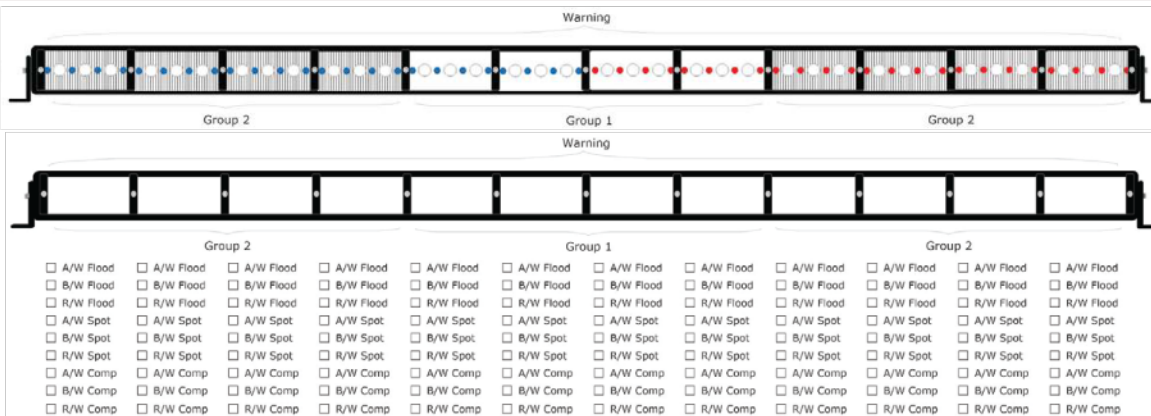 Warning
Group 2 Group 1 Group 2
Warning
Group 2 Group 1 Group 2
☐ A/W Flood ☐ A/W Flood ☐ A/W Flood ☐ A/W Flood ☐ A/W Flood ☐ A/W Flood ☐ A/W Flood ☐ A/W Flood ☐ A/W Flood ☐ A/W Flood ☐ A/W Flood ☐ A/W Flood
☐ B/W Flood ☐ B/W Flood ☐ B/W Flood ☐ B/W Flood ☐ B/W Flood ☐ B/W Flood ☐ B/W Flood ☐ B/W Flood ☐ B/W Flood ☐ B/W Flood ☐ B/W Flood ☐ B/W Flood
☐ R/W Flood ☐ R/W Flood ☐ R/W Flood ☐ R/W Flood ☐ R/W Flood ☐ R/W Flood ☐ R/W Flood ☐ R/W Flood ☐ R/W Flood ☐ R/W Flood ☐ R/W Flood ☐ R/W Flood
☐ A/W Spot ☐ A/W Spot ☐ A/W Spot ☐ A/W Spot ☐ A/W Spot ☐ A/W Spot ☐ A/W Spot ☐ A/W Spot ☐ A/W Spot ☐ A/W Spot ☐ A/W Spot ☐ A/W Spot
☐ B/W Spot ☐ B/W Spot ☐ B/W Spot ☐ B/W Spot ☐ B/W Spot ☐ B/W Spot ☐ B/W Spot ☐ B/W Spot ☐ B/W Spot ☐ B/W Spot ☐ B/W Spot ☐ B/W Spot
☐ R/W Spot ☐ R/W Spot ☐ R/W Spot ☐ R/W Spot ☐ R/W Spot ☐ R/W Spot ☐ R/W Spot ☐ R/W Spot ☐ R/W Spot ☐ R/W Spot ☐ R/W Spot ☐ R/W Spot
☐ A/W Comp ☐ A/W Comp ☐ A/W Comp ☐ A/W Comp ☐ A/W Comp ☐ A/W Comp ☐ A/W Comp ☐ A/W Comp ☐ A/W Comp ☐ A/W Comp ☐ A/W Comp ☐ A/W Comp
☐ B/W Comp ☐ B/W Comp ☐ B/W Comp ☐ B/W Comp ☐ B/W Comp ☐ B/W Comp ☐ B/W Comp ☐ B/W Comp ☐ B/W Comp ☐ B/W Comp ☐ B/W Comp ☐ B/W Comp
☐ R/W Comp ☐ R/W Comp ☐ R/W Comp ☐ R/W Comp ☐ R/W Comp ☐ R/W Comp ☐ R/W Comp ☐ R/W Comp ☐ R/W Comp ☐ R/W Comp ☐ R/W Comp ☐ R/W Comp